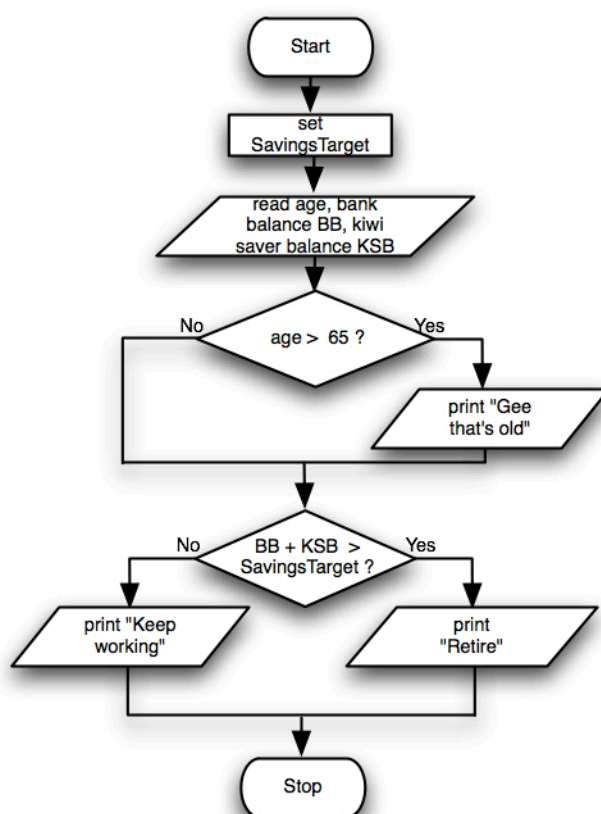 Start
set
SavingsTarget
read age, bank
balance BB, kiwi
saver balance KSB
No
age > 65 ?
Yes
print "Gee
that's old"
No
BB + KSB >
SavingsTarget ?
Yes
print "Keep
working"
print
"Retire"
Stop